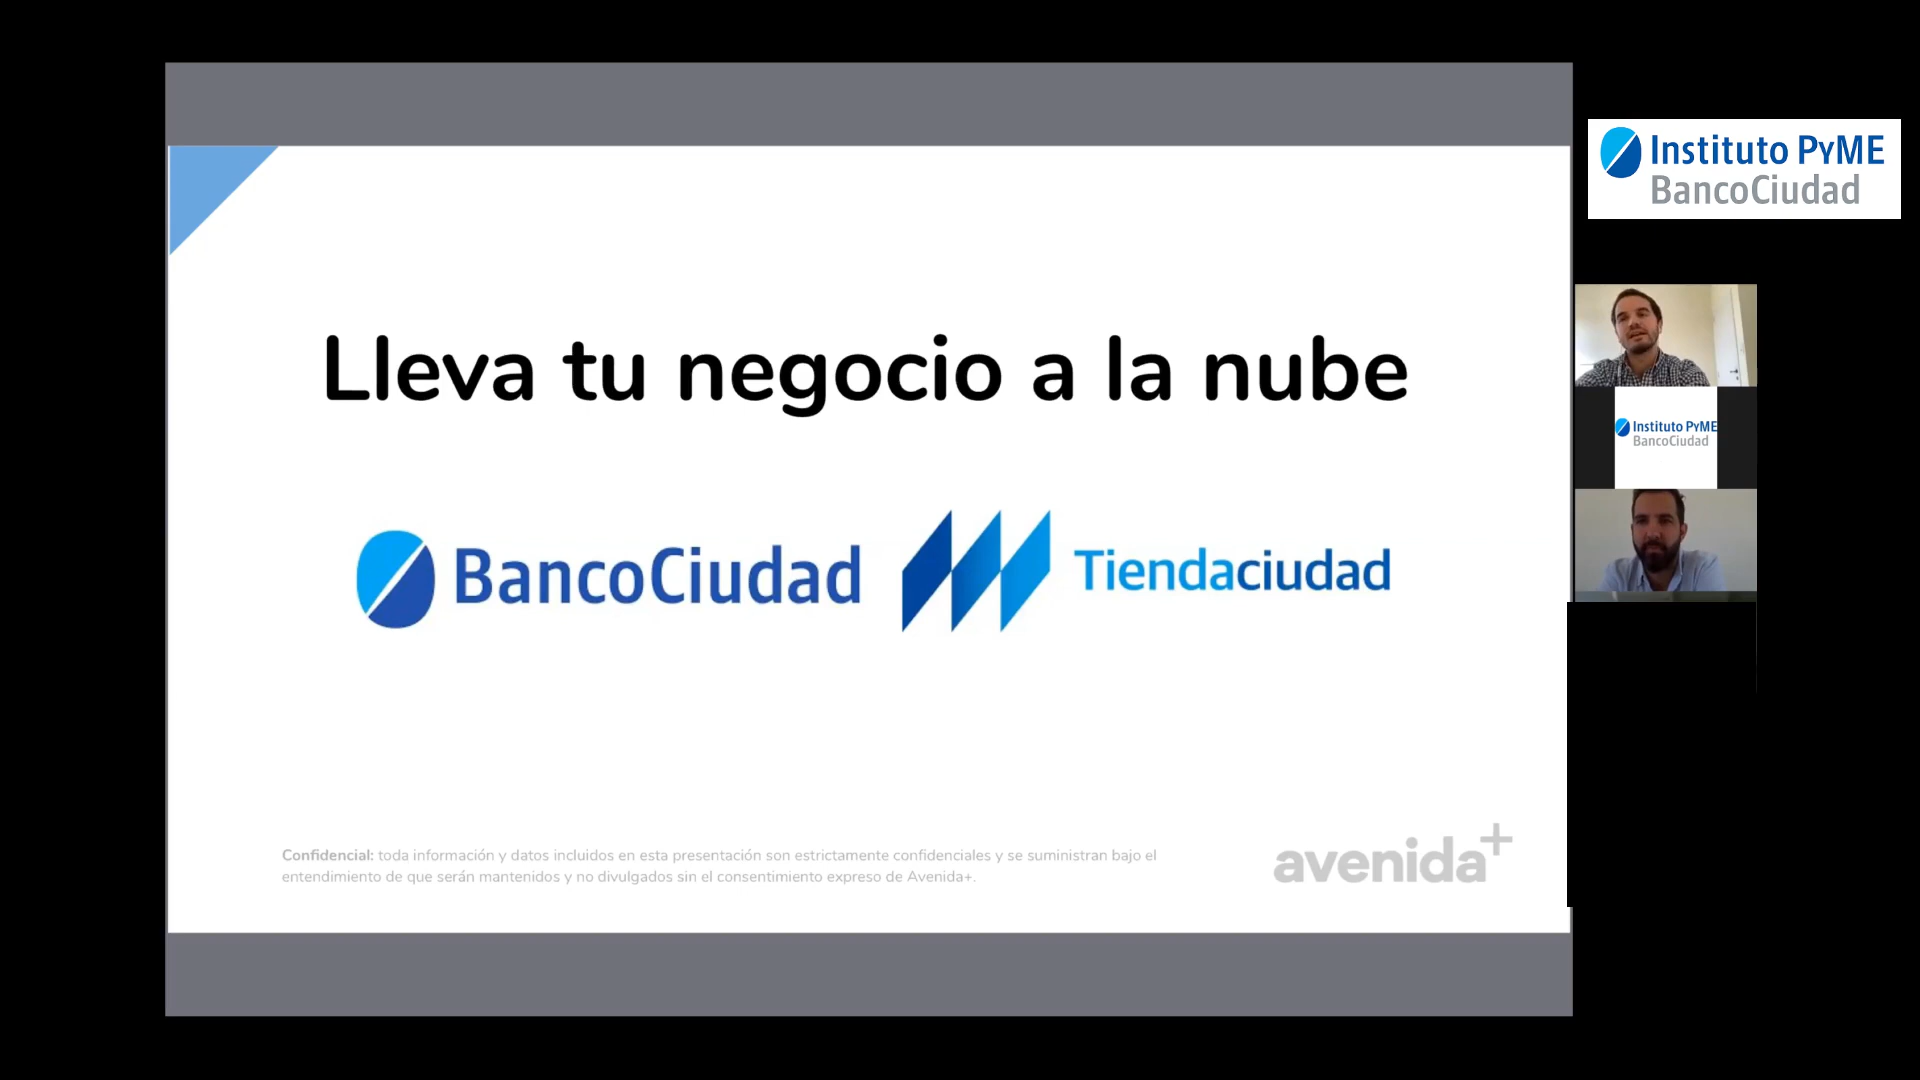 Lleva tu negocio a la nube
BancoCiudad
Tiendaciudad
Confidencial: toda información y datos incluidos en esta presentación son estrictamente confidenciales y se suministran bajo el
entendimiento de que serán mantenidos y no divulgados sin el consentimiento expreso de Avenida+.
avenida+
Instituto PyME
BancoCiudad
Instituto PyME
BancoCiudad